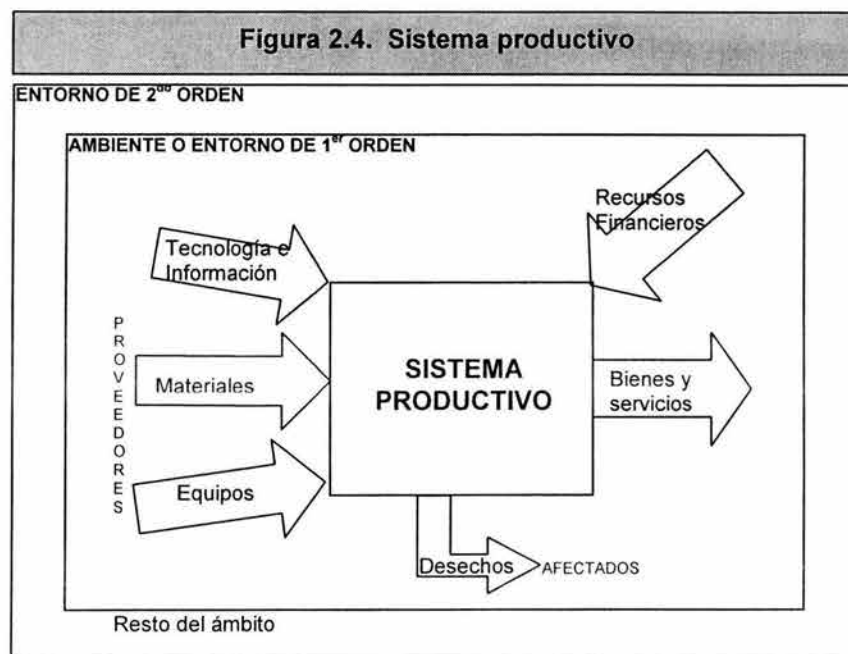 Figura 2.4. Sistema productivo
ENTORNO DE 2do ORDEN
AMBIENTE O ENTORNO DE 1er ORDEN
Recursos
Financieros
Tecnología e
Información
PROVEEDORES
Materiales
SISTEMA
PRODUCTIVO
Bienes y
servicios
Equipos
Desechos
AFECTADOS
Resto del ámbito